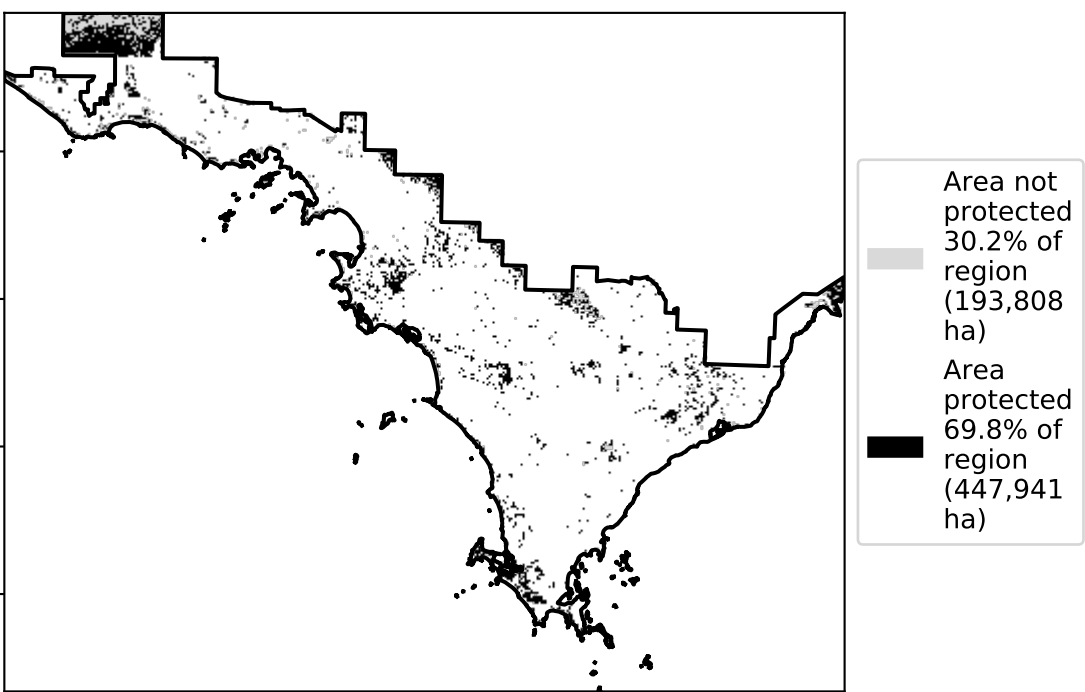 Area not
protected
30.2% of
region
(193,808
ha)
Area
protected
69.8% of
region
(447,941
ha)